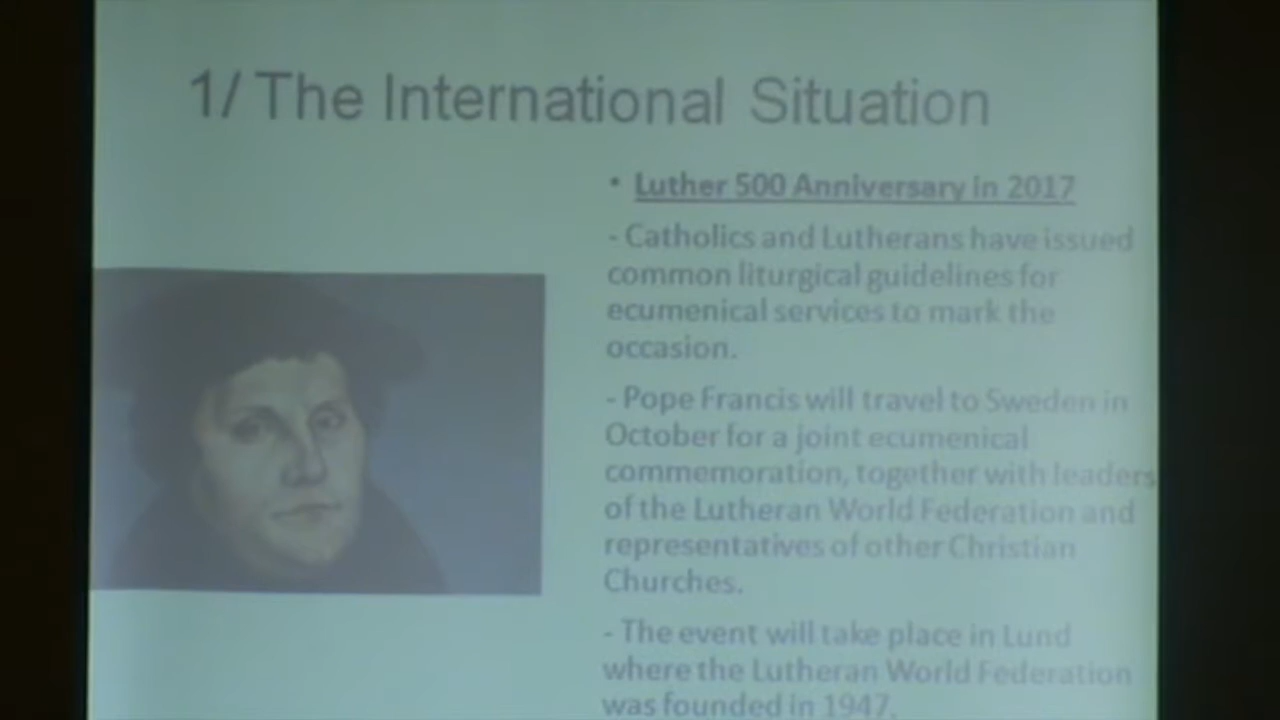 1/ The International Situation
• Luther 500 Anniversary in 2017
- Catholics and Lutherans have issued
common liturgical guidelines for
ecumenical services to mark the
occasion.
- Pope Francis will travel to Sweden in
October for a joint ecumenical
commemoration, together with leaders
of the Lutheran World Federation and
representatives of other Christian
Churches.
- The event will take place in Lund
where the Lutheran World Federation
was founded in 1947.